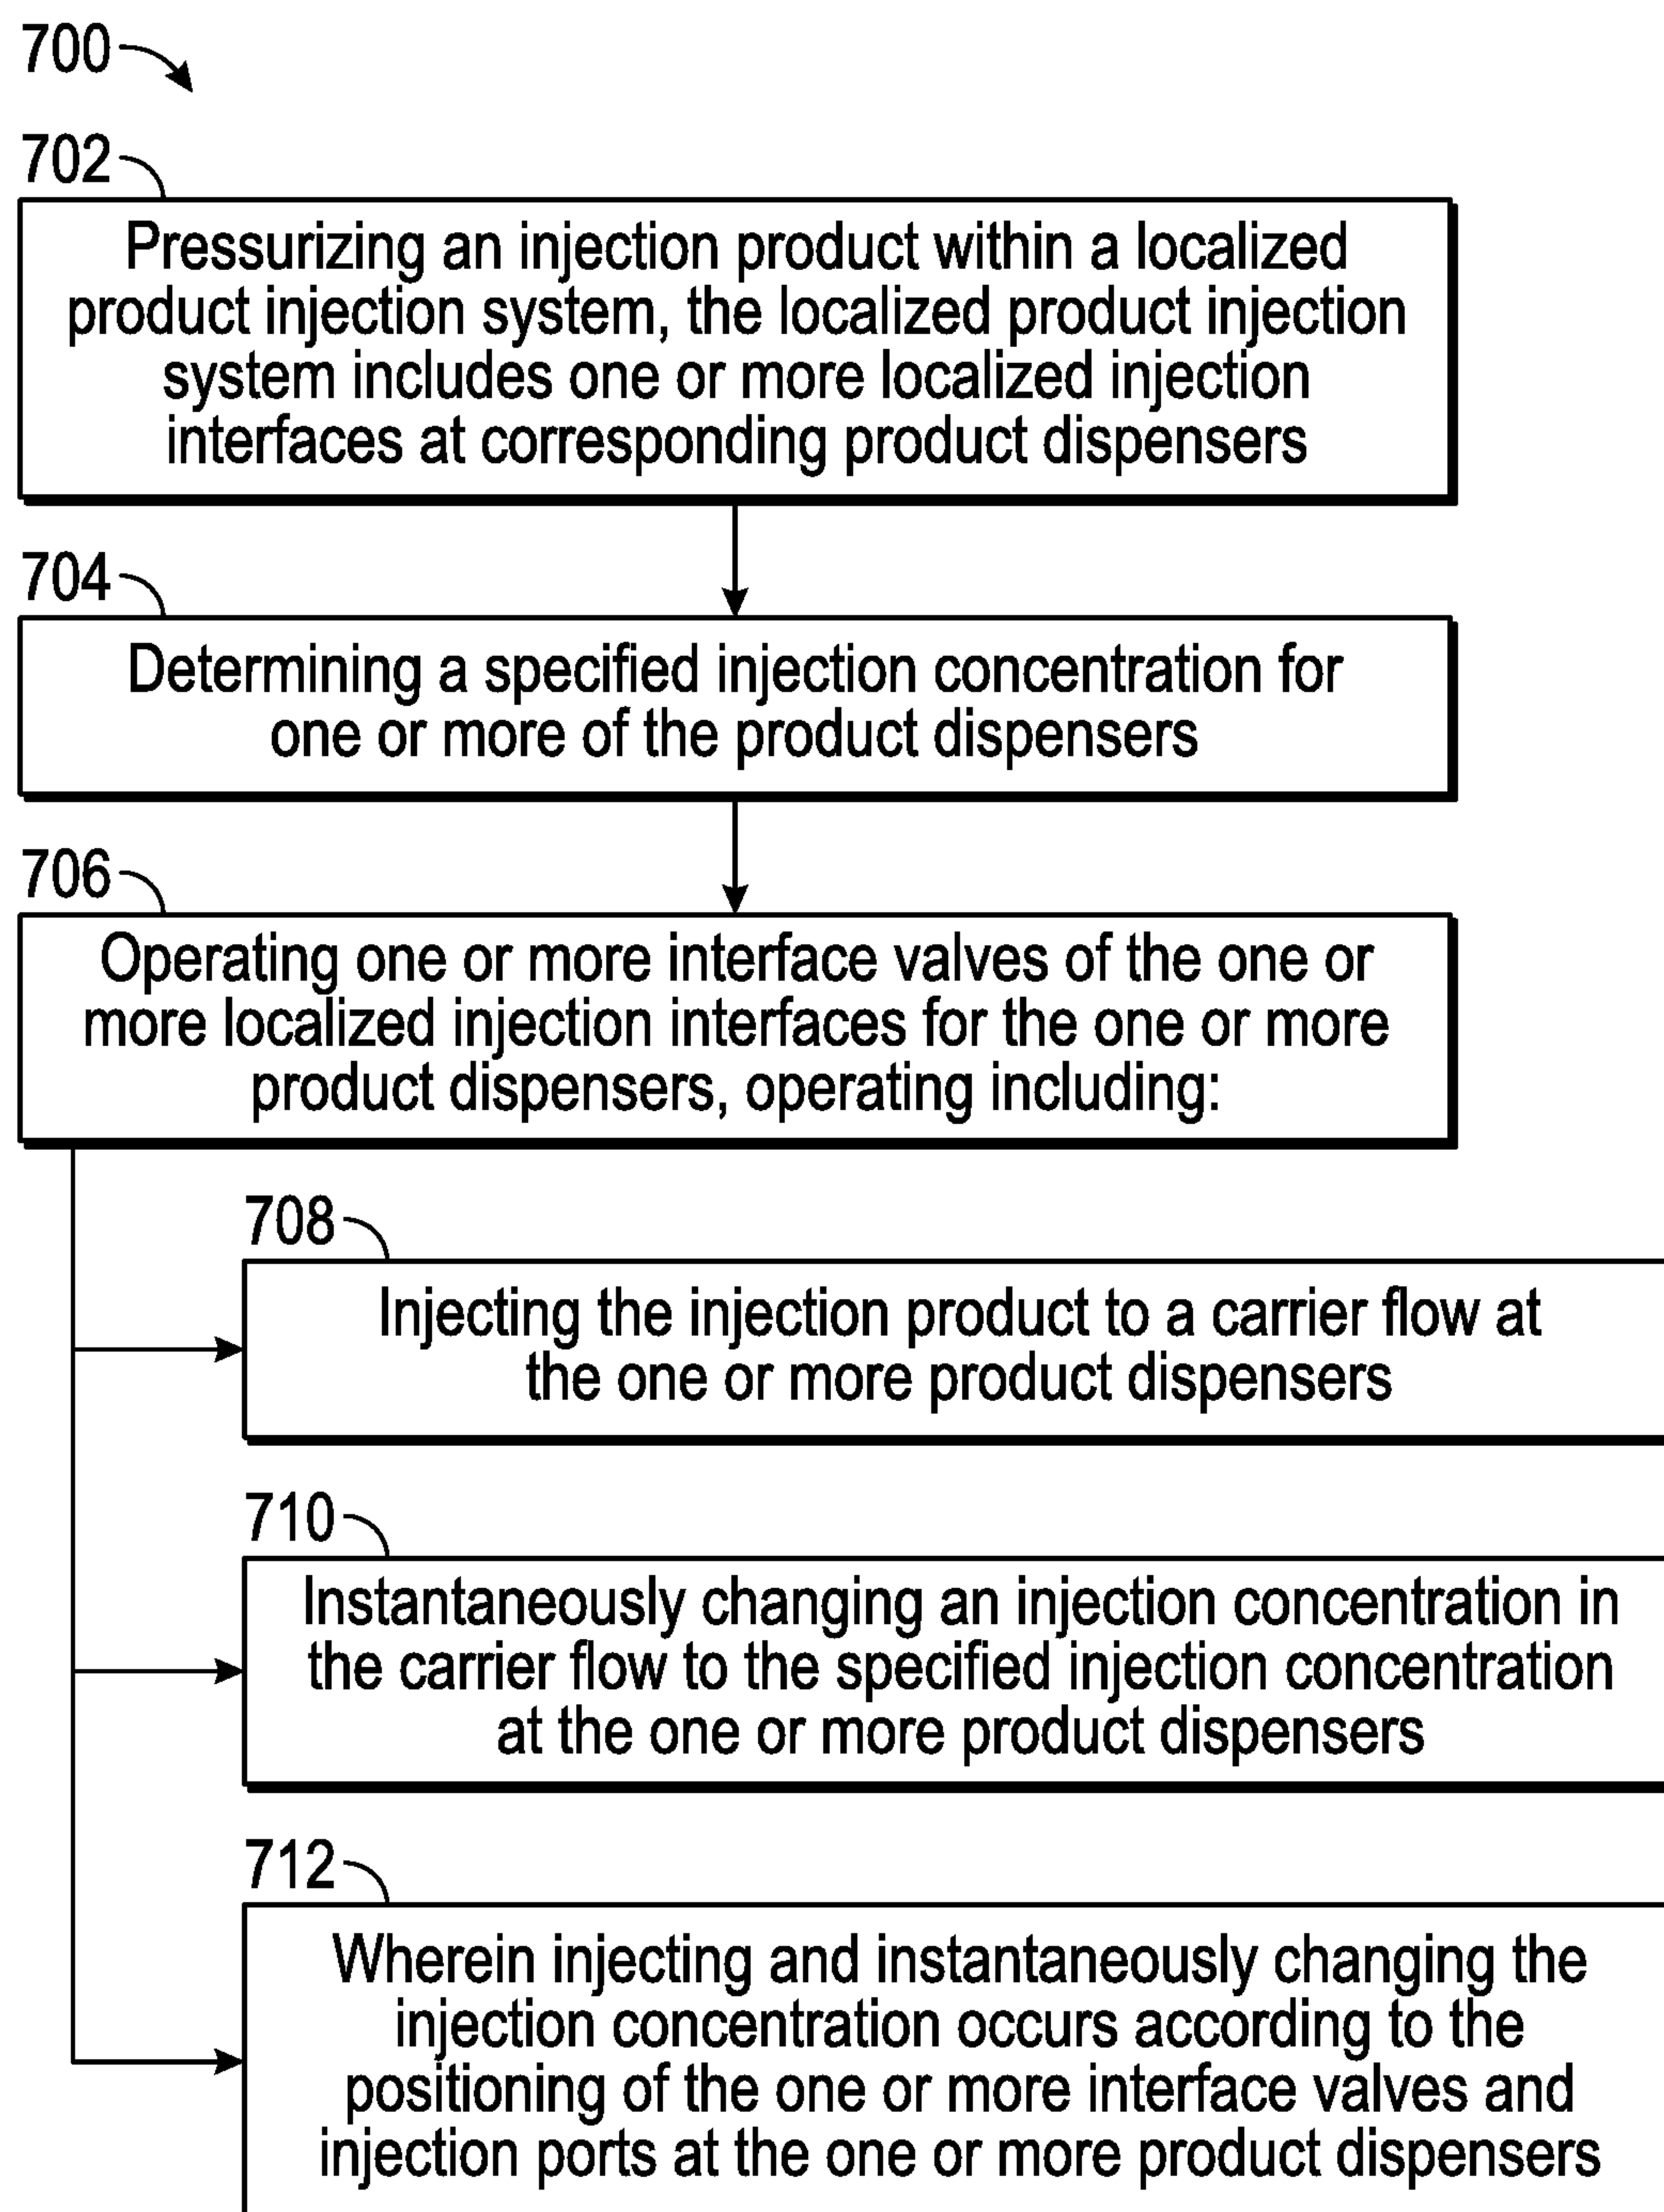 700
702
Pressurizing an injection product within a localized
product injection system, the localized product injection
system includes one or more localized injection
interfaces at corresponding product dispensers
704
Determining a specified injection concentration for
one or more of the product dispensers
706
Operating one or more interface valves of the one or
more localized injection interfaces for the one or more
product dispensers, operating including:
708
Injecting the injection product to a carrier flow at
the one or more product dispensers
710
Instantaneously changing an injection concentration in
the carrier flow to the specified injection concentration
at the one or more product dispensers
712
Wherein injecting and instantaneously changing the
injection concentration occurs according to the
positioning of the one or more interface valves and
injection ports at the one or more product dispensers